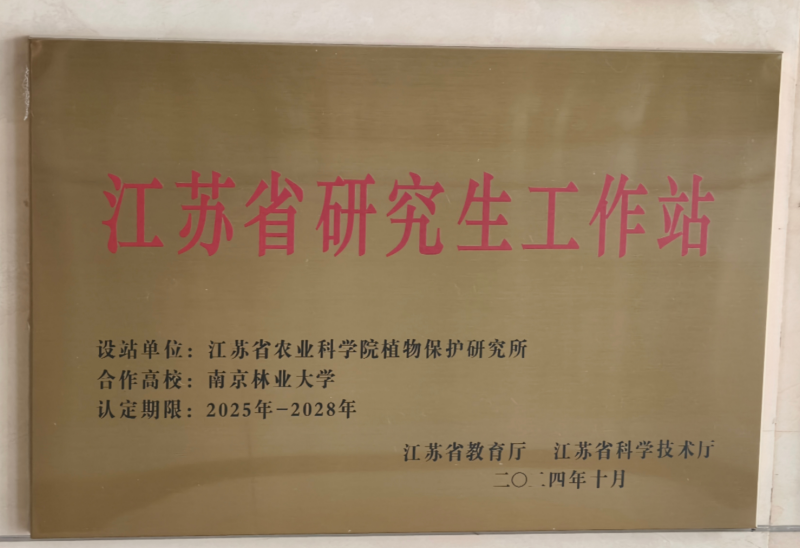 江苏省研究生工作站
设站单位：江苏省农业科学院植物保护研究所
合作高校：南京林业大学
认定期限：2025年－2028年
江苏省教育厅　江苏省科学技术厅
二〇二四年十月